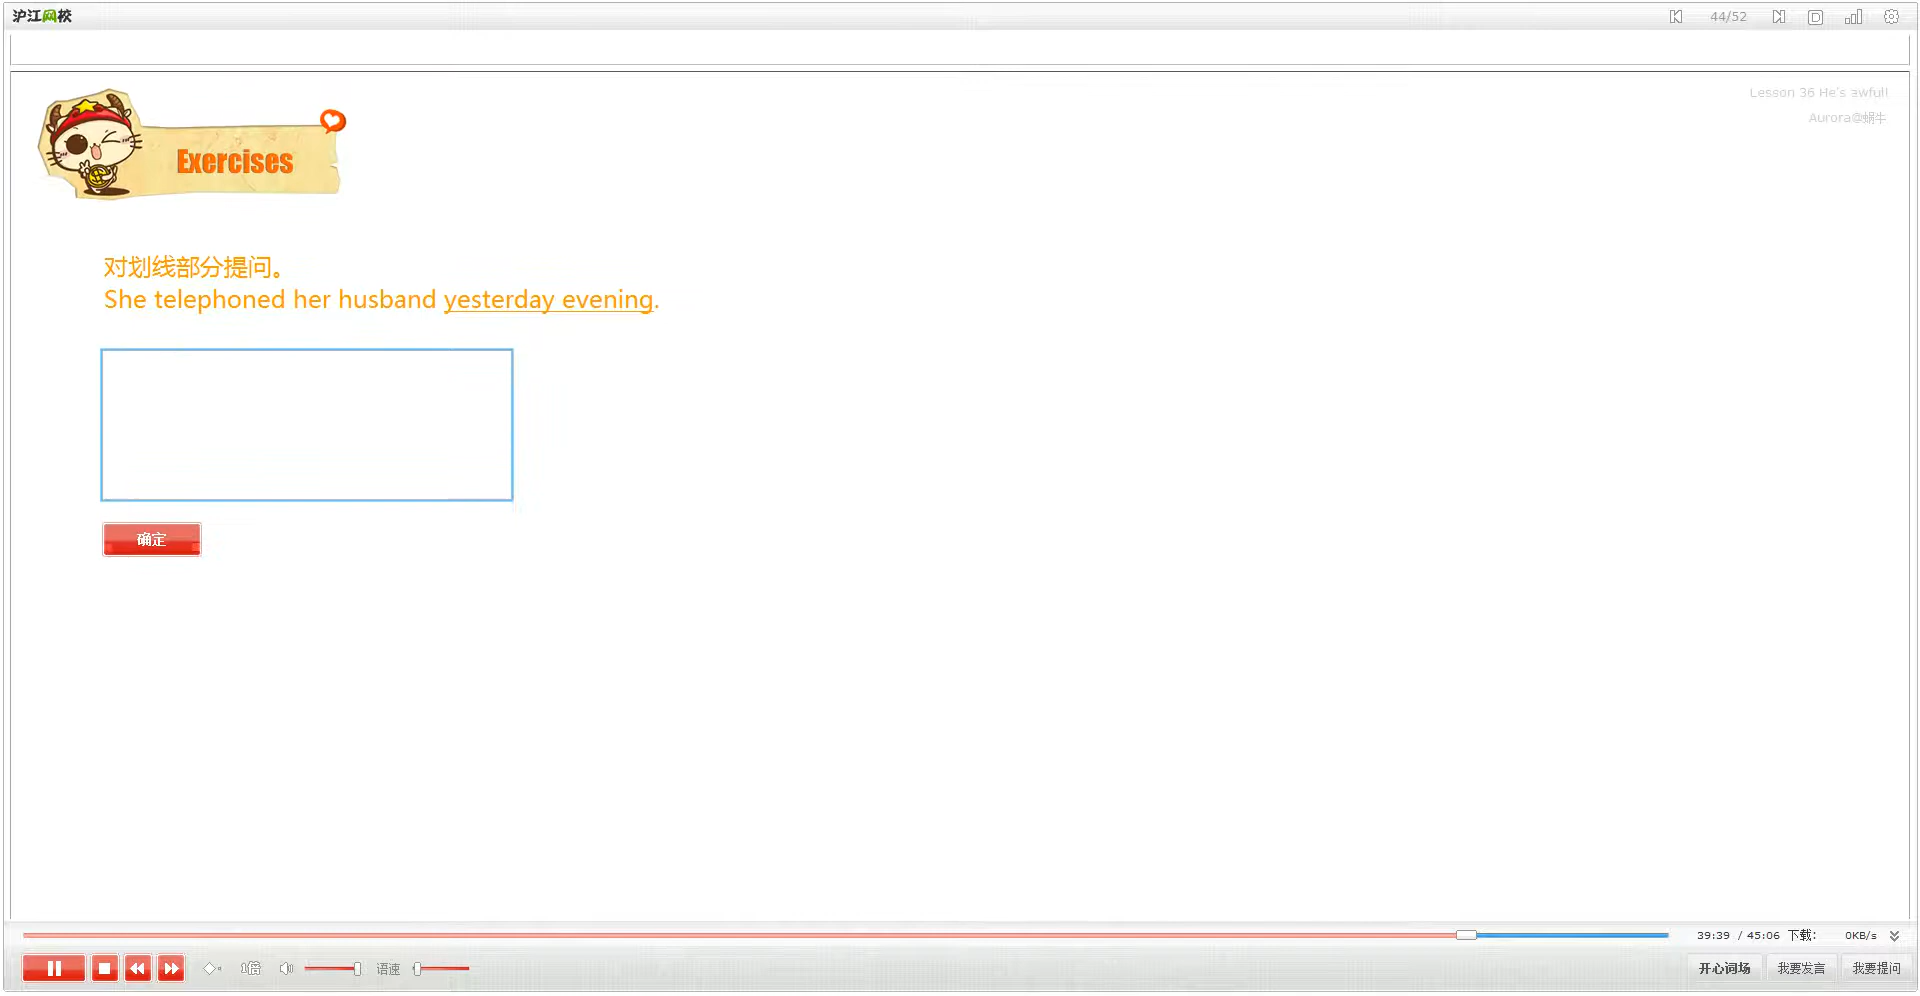 沪江网校
44/52
Lesson 36 He's awful!
Aurora@蜗牛
Exercises
对划线部分提问。
She telephoned her husband yesterday evening.
确定
39:39 / 45:06 下载: 0KB/s
1倍 语速 开心词场 我要发言 我要提问